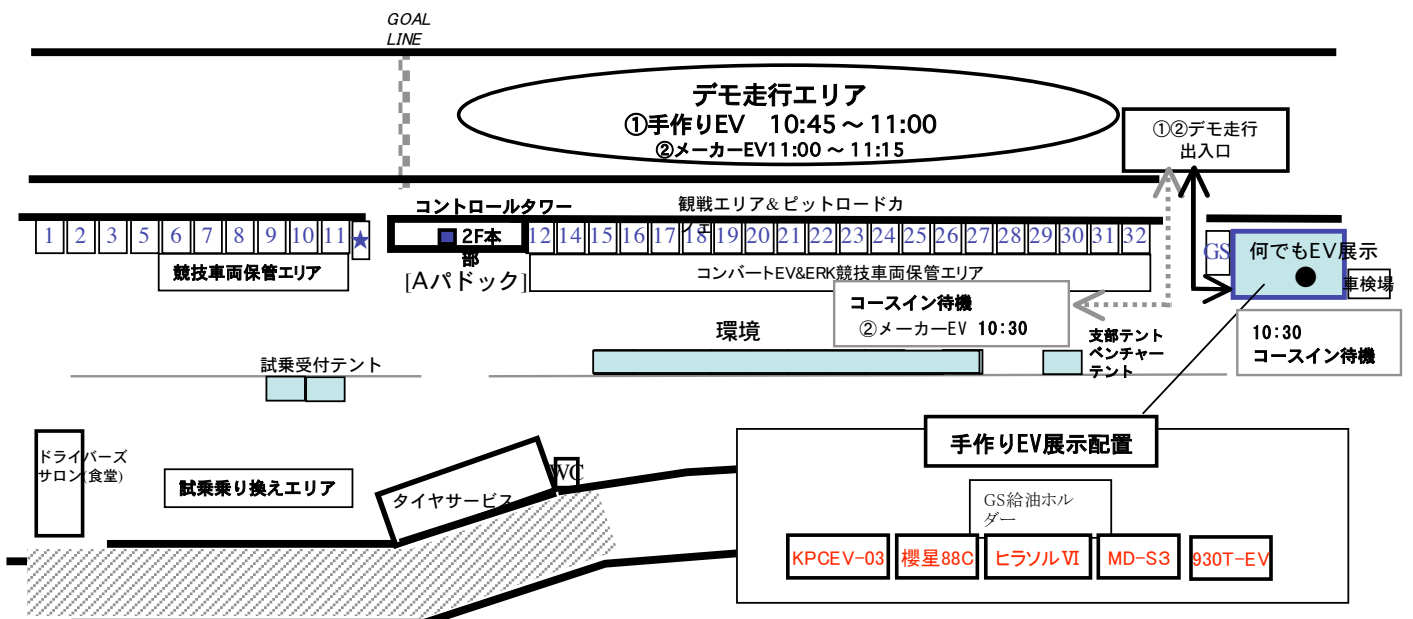 GOAL
LINE
デモ走行エリア
①手作りEV　10:45～11:00
②メーカーEV11:00～11:15
①②デモ走行
出入口
コントロールタワー
観戦エリア&ピットロードカ
フェ
1 2 3 5 6 7 8 9 10 11 ★
2F本
部
12 14 15 16 17 18 19 20 21 22 23 24 25 26 27 28 29 30 31 32
GS
何でもEV展示
車検場
競技車両保管エリア
[Aパドック]
コンバートEV&ERK競技車両保管エリア
コースイン待機
②メーカーEV 10:30
10:30
コースイン待機
環境
支部テント
ベンチャー
テント
試乗受付テント
ドライバーズ
サロン(食堂)
試乗乗り換えエリア
タイヤサービス
WC
手作りEV展示配置
GS給油ホル
ダー
KPCEV-03
櫻星88C
ヒラソルⅥ
MD-S3
930T-EV